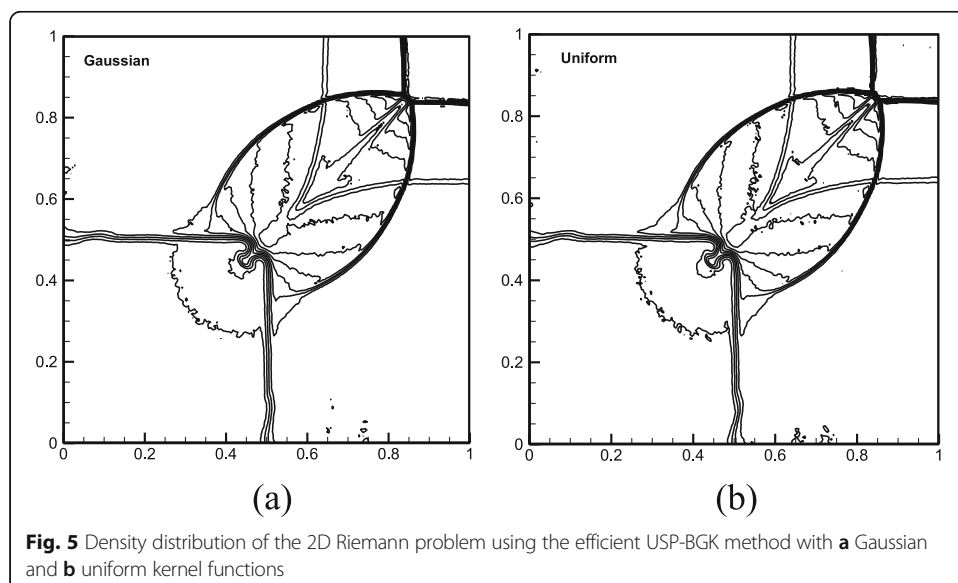 Gaussian
1
0.8
0.6
0.4
0.2
0
0 0.2 0.4 0.6 0.8 1
(a)
Uniform
1
0.8
0.6
0.4
0.2
0
0 0.2 0.4 0.6 0.8 1
(b)
Fig. 5 Density distribution of the 2D Riemann problem using the efficient USP-BGK method with a Gaussian
and b uniform kernel functions